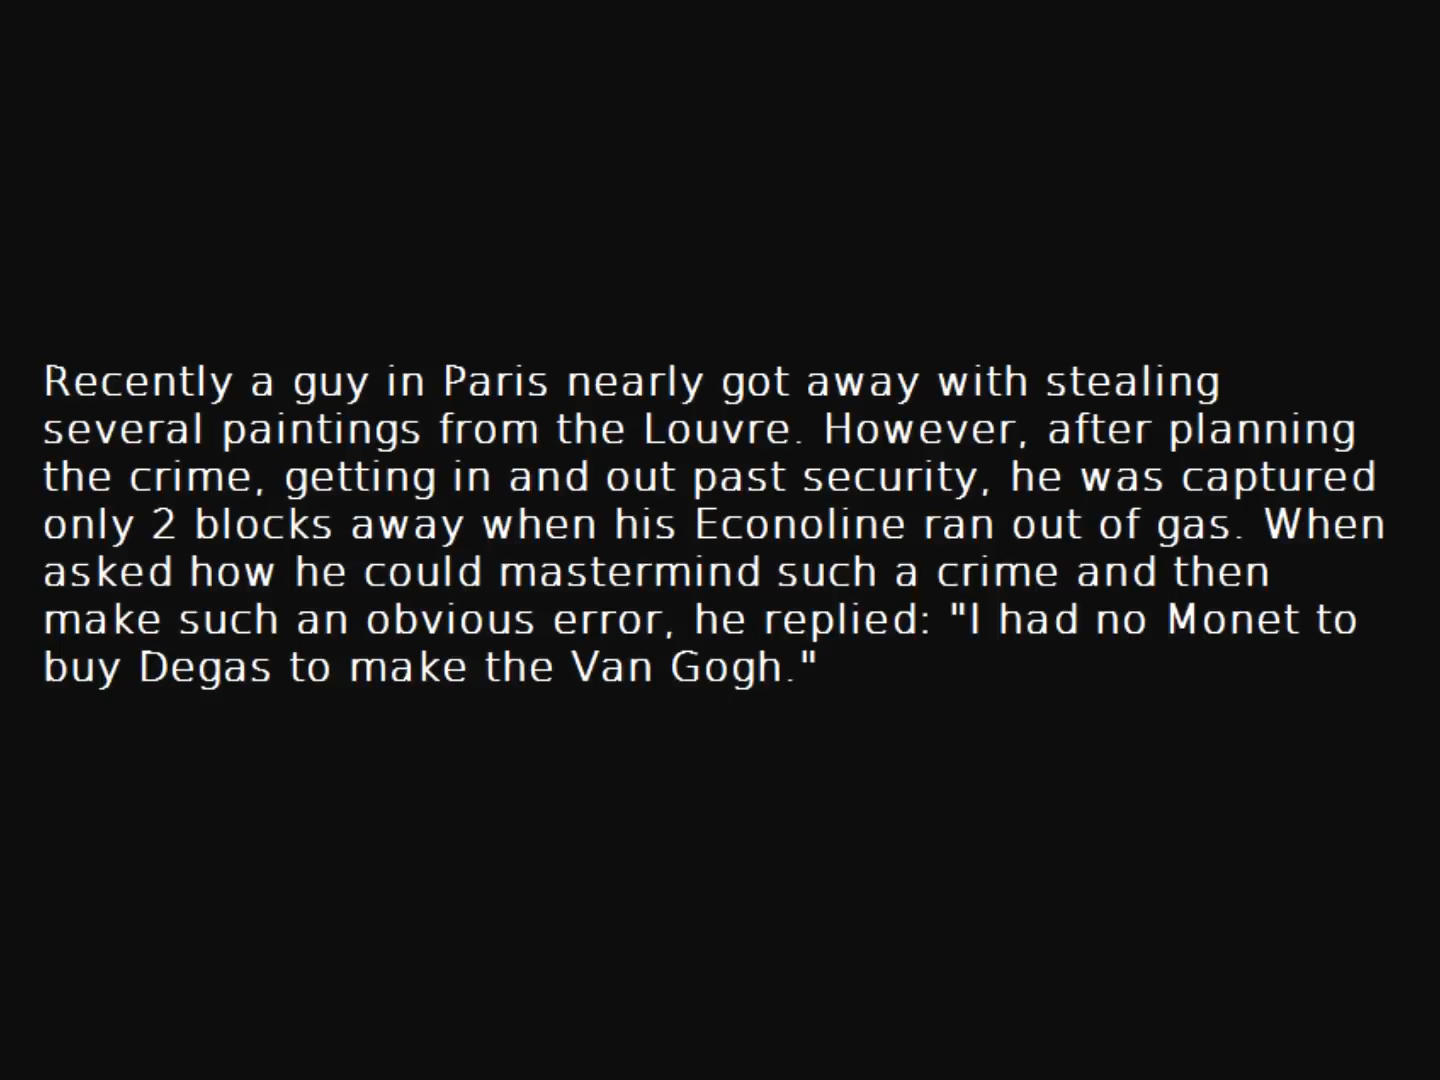 Recently a guy in Paris nearly got away with stealing
several paintings from the Louvre. However, after planning
the crime, getting in and out past security, he was captured
only 2 blocks away when his Econoline ran out of gas. When
asked how he could mastermind such a crime and then
make such an obvious error, he replied: "I had no Monet to
buy Degas to make the Van Gogh."